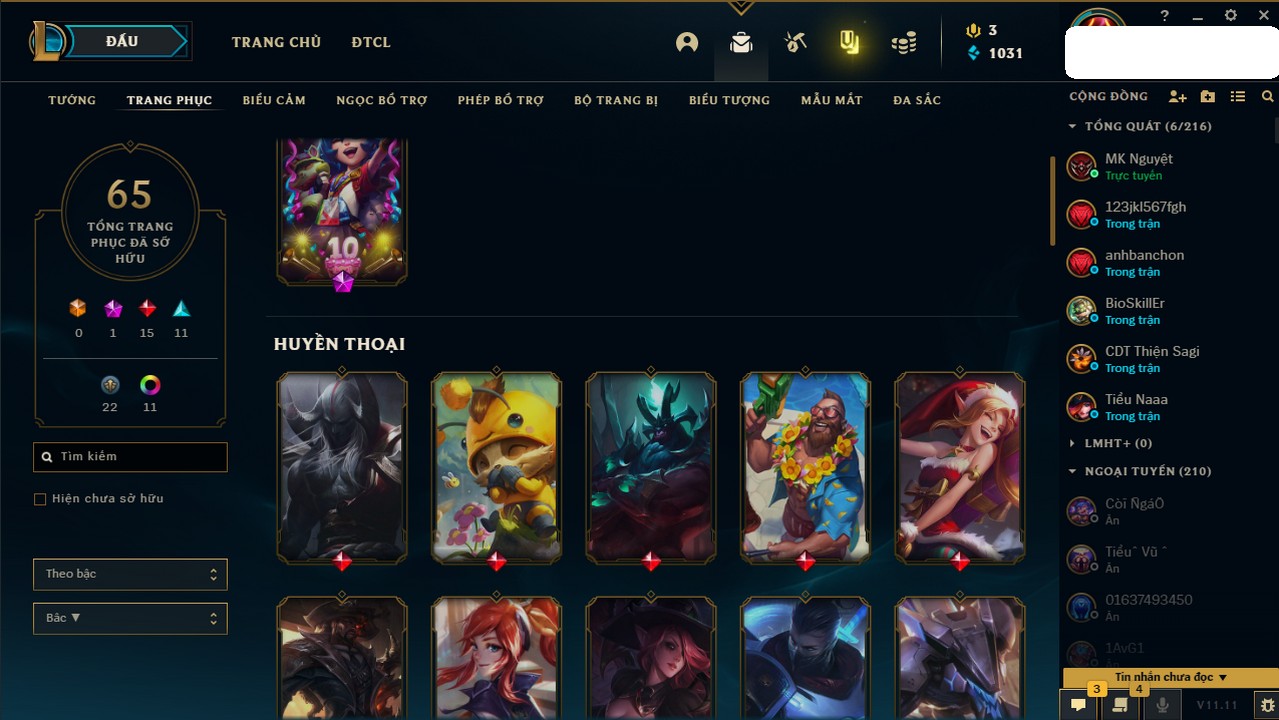 ĐẤU
TRANG CHỦ
ĐTCL
3
1031
?
TƯỚNG
TRANG PHỤC
BIỂU CẢM
NGỌC BỔ TRỢ
PHÉP BỔ TRỢ
BỘ TRANG BỊ
BIỂU TƯỢNG
MẪU MẮT
ĐA SẮC
65
TỔNG TRANG
PHỤC ĐÃ SỞ
HỮU
0
1
15
11
22
11
Tìm kiếm
Hiện chưa sở hữu
Theo bậc
Bậc ▼
10
HUYỀN THOẠI
CỘNG ĐỒNG
TỔNG QUÁT (6/216)
MK Nguyệt
Trực tuyến
123jkl567fgh
Trong trận
anhbanchon
Trong trận
BioSkillEr
Trong trận
CDT Thiện Sagi
Trong trận
Tiểu Naaa
Trong trận
LMHT+ (0)
NGOẠI TUYẾN (210)
Còi ÑgáÕ
Ẩn
Tiểuˆ Vũ ˆ
Ẩn
01637493450
Ẩn
1AvG1
Ẩn
Tin nhắn chưa đọc ▼
3
4
V11.11